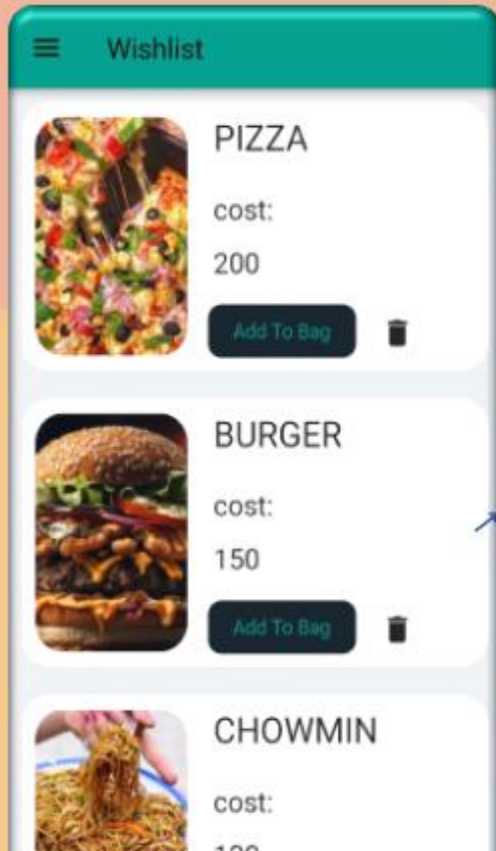 Wishlist
PIZZA
cost:
200
Add To Bag
BURGER
cost:
150
Add To Bag
CHOWMIN
cost: